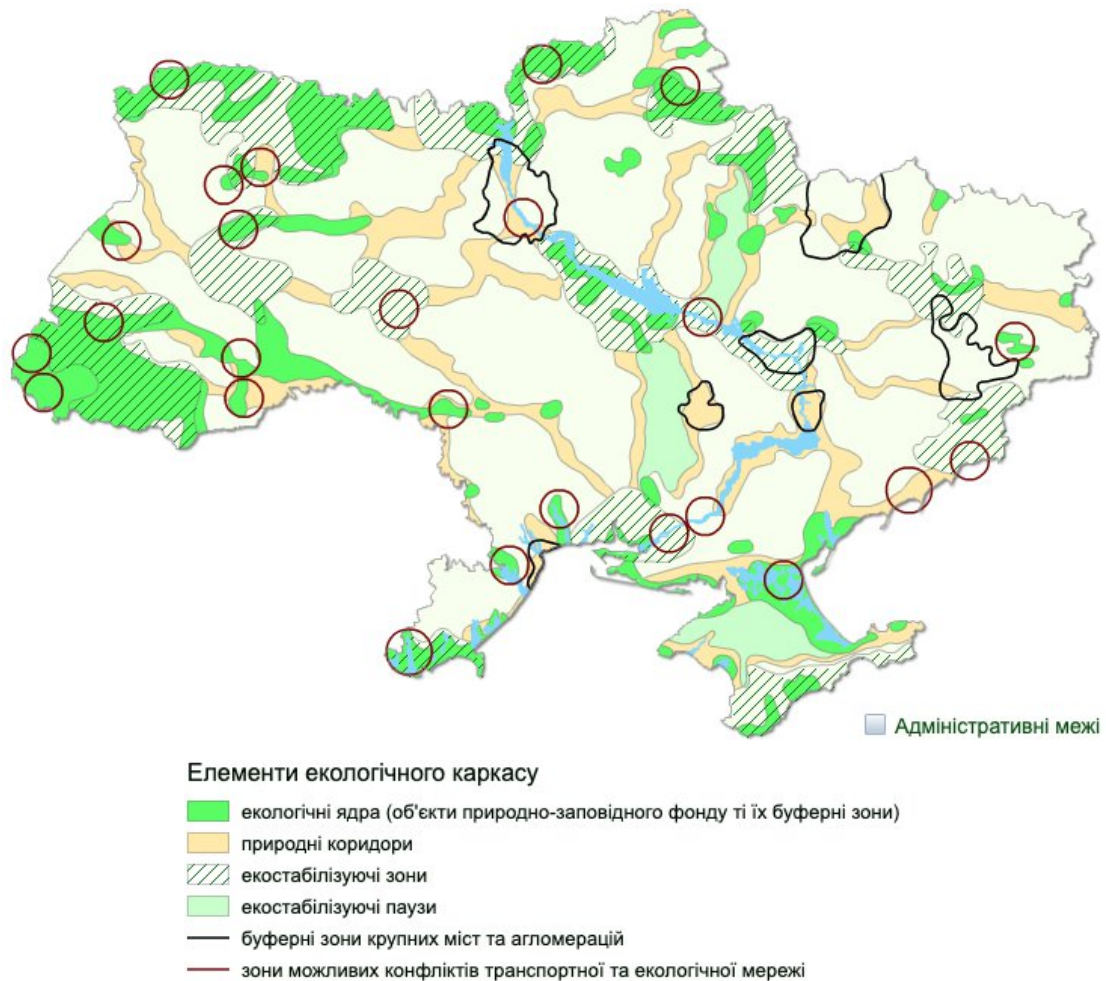 Адміністративні межі
Елементи екологічного каркасу
екологічні ядра (об'єкти природно-заповідного фонду ті їх буферні зони)
природні коридори
екостабілізуючі зони
екостабілізуючі паузи
буферні зони крупних міст та агломерацій
зони можливих конфліктів транспортної та екологічної мережі